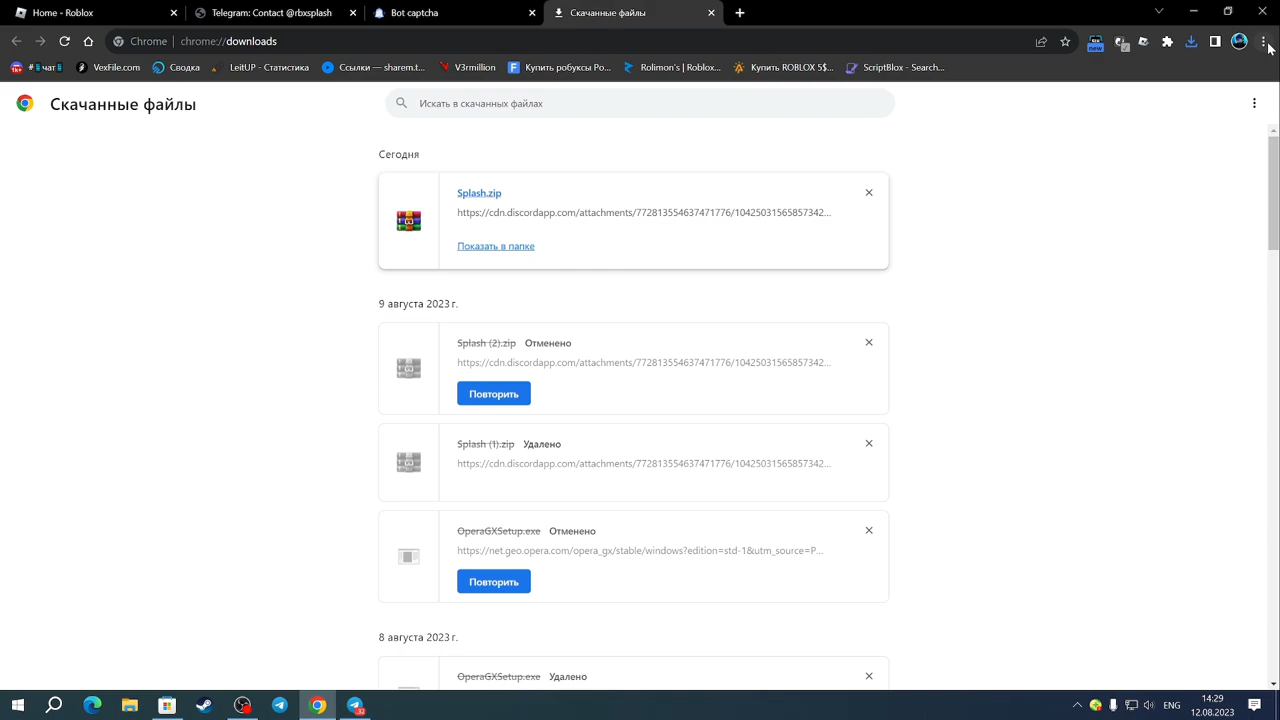 Home - Roblox
Telegram: Contact @rbxsplash
Bot captcha
Скачанные файлы
Chrome
chrome://downloads
new
VexFile.com
Сводка
LeitUP - Статистика
Ссылки — sharem.t...
V3rmillion
Купить робуксы Ро...
Rolimon's | Roblox...
Купить ROBLOX 5$...
ScriptBlox - Search...
Скачанные файлы
Искать в скачанных файлах
Сегодня
Splash.zip
https://cdn.discordapp.com/attachments/772813554637471776/10425031565857342...
Показать в папке
9 августа 2023 г.
Splash (2).zip Отменено
https://cdn.discordapp.com/attachments/772813554637471776/10425031565857342...
Повторить
Splash (1).zip Удалено
https://cdn.discordapp.com/attachments/772813554637471776/10425031565857342...
OperaGXSetup.exe Отменено
https://net.geo.opera.com/opera_gx/stable/windows?edition=std-1&utm_source=P...
Повторить
8 августа 2023 г.
OperaGXSetup.exe Удалено
ENG
14:29
12.08.2023